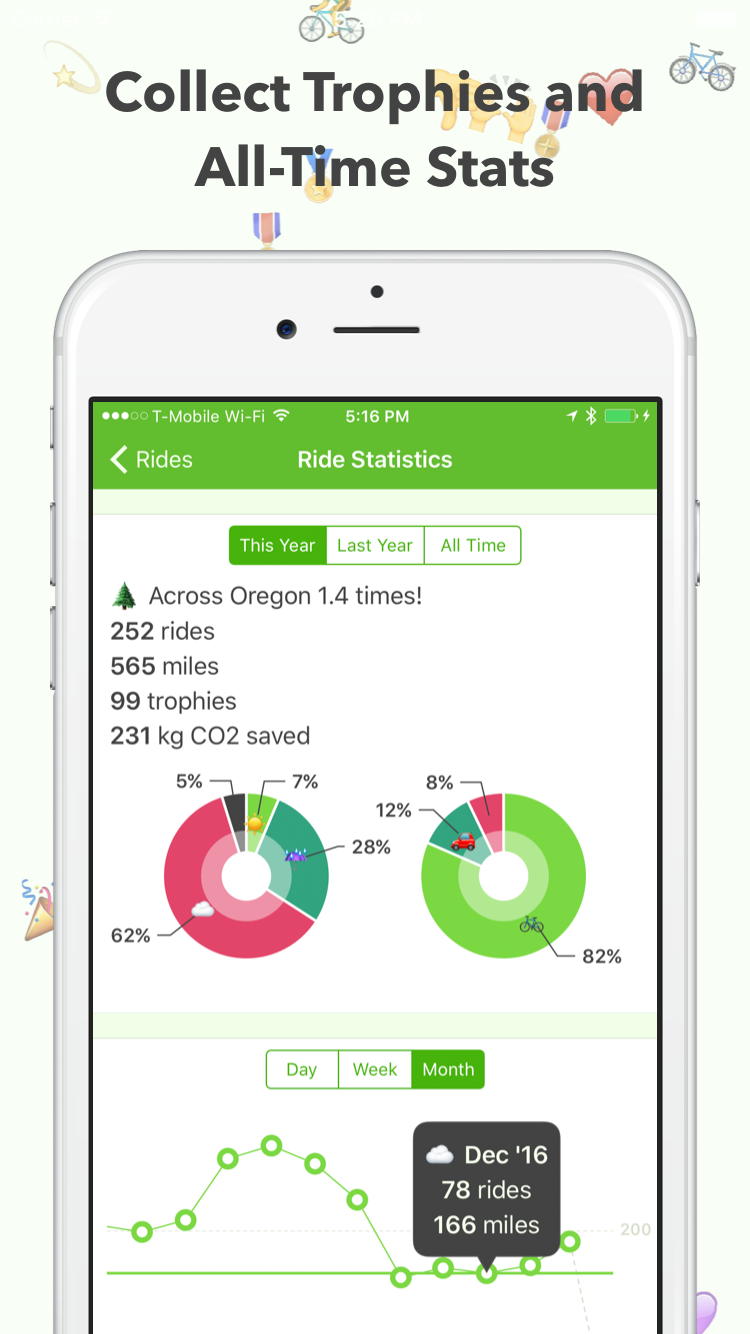 Collect Trophies and
All-Time Stats
T-Mobile Wi-Fi 5:16 PM
Rides Ride Statistics
This Year Last Year All Time
Across Oregon 1.4 times!
252 rides
565 miles
99 trophies
231 kg CO2 saved
5% 7% 8%
12%
28%
62%
82%
Day Week Month
Dec '16
78 rides
166 miles
200